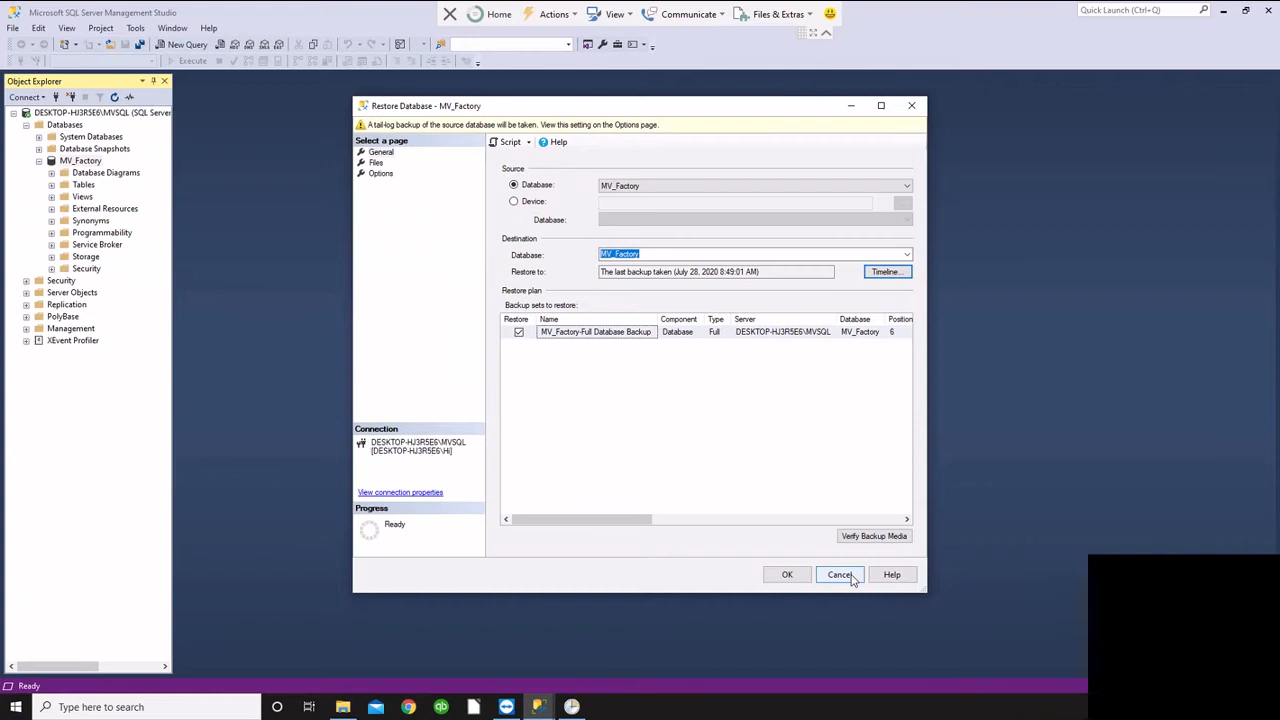 Microsoft SQL Server Management Studio
Home Actions View Communicate Files & Extras
Quick Launch (Ctrl+Q)
File Edit View Project Tools Window Help
New Query
Execute
Object Explorer
Connect
DESKTOP-HJ3R5E6\MVSQL (SQL Server
Databases
System Databases
Database Snapshots
MV_Factory
Database Diagrams
Tables
Views
External Resources
Synonyms
Programmability
Service Broker
Storage
Security
Security
Server Objects
Replication
PolyBase
Management
XEvent Profiler
Restore Database - MV_Factory
A tail-log backup of the source database will be taken. View this setting on the Options page.
Select a page
General
Files
Options
Script Help
Source
Database: MV_Factory
Device:
Database:
Destination
Database: MV_Factory
Restore to: The last backup taken (July 28, 2020 8:49:01 AM) Timeline...
Restore plan
Backup sets to restore:
Restore Name Component Type Server Database Position
MV_Factory-Full Database Backup Database Full DESKTOP-HJ3R5E6\MVSQL MV_Factory 6
Connection
DESKTOP-HJ3R5E6\MVSQL
[DESKTOP-HJ3R5E6\Hi]
View connection properties
Progress
Ready
Verify Backup Media
OK Cancel Help
Ready
Type here to search